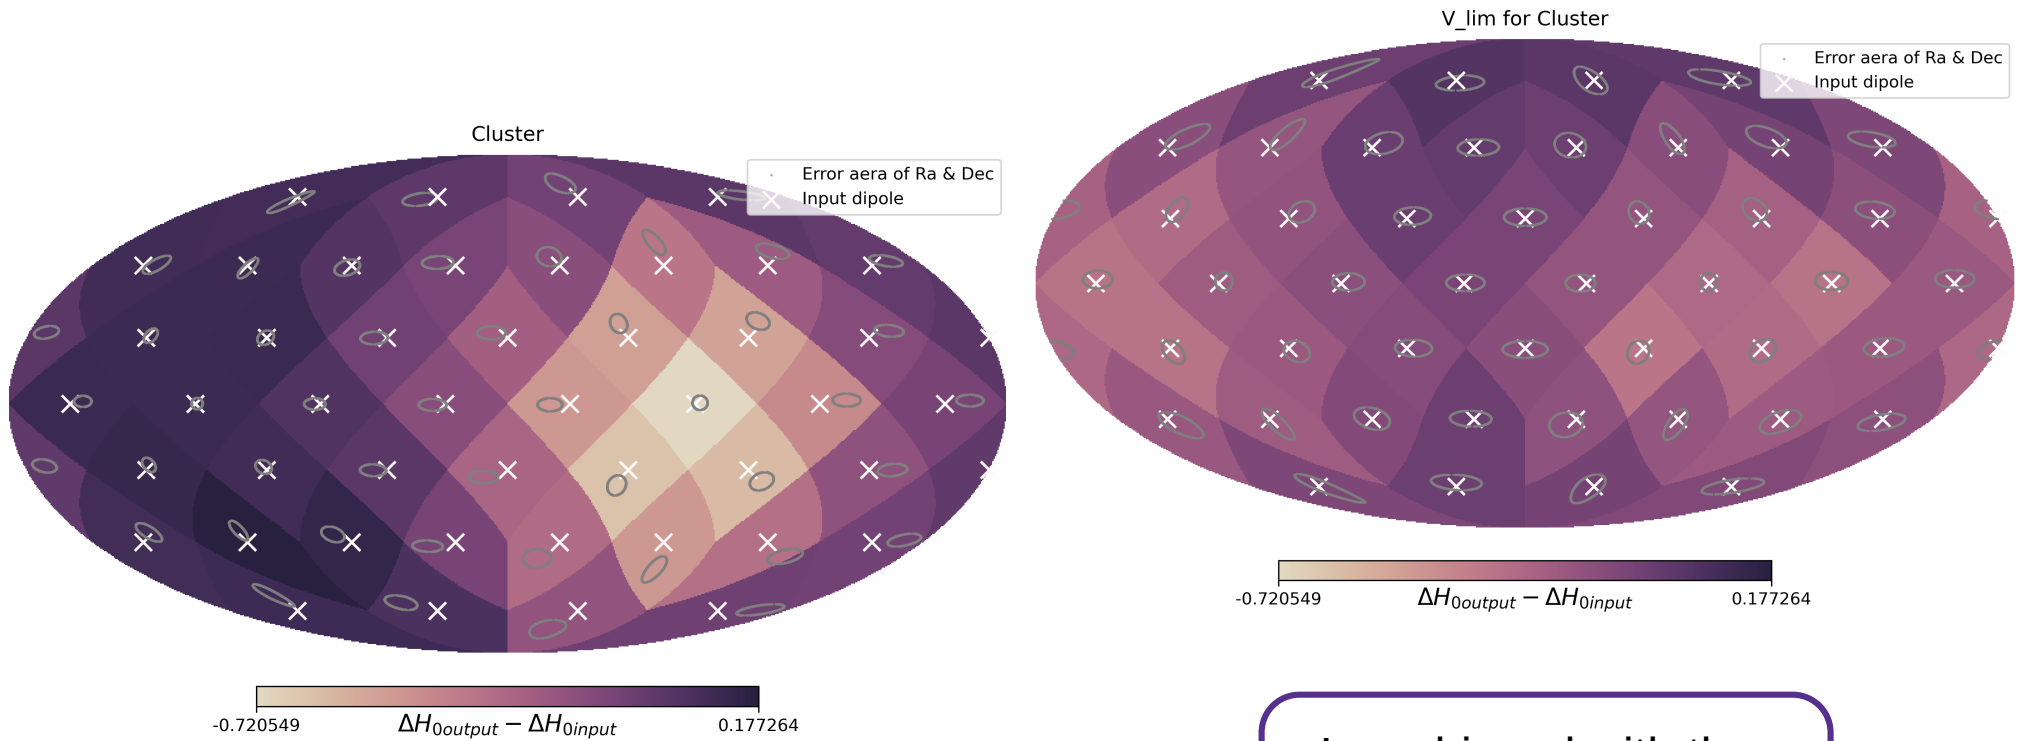 Cluster
Error aera of Ra & Dec
Input dipole
-0.720549
ΔH₀output − ΔH₀input
0.177264
V_lim for Cluster
Error aera of Ra & Dec
Input dipole
-0.720549
ΔH₀output − ΔH₀input
0.177264